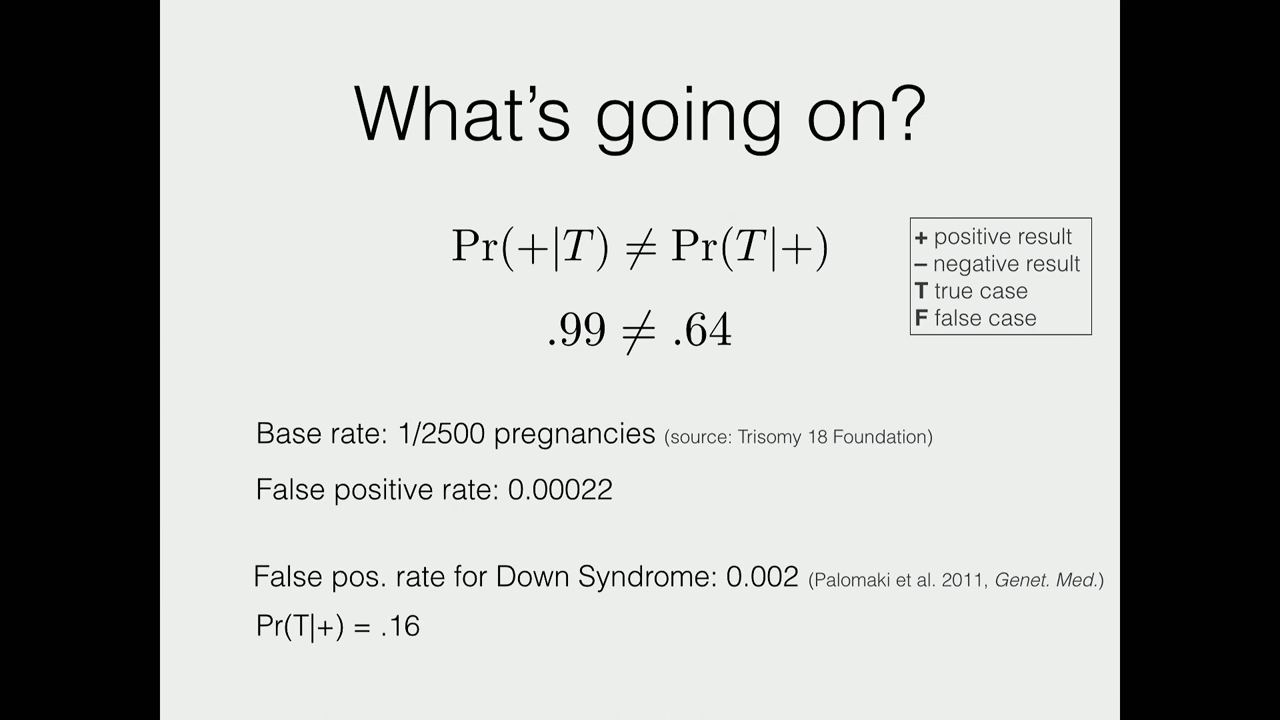 What's going on?
Pr(+|T) ≠ Pr(T|+)
.99 ≠ .64
+ positive result
– negative result
T true case
F false case
Base rate: 1/2500 pregnancies (source: Trisomy 18 Foundation)
False positive rate: 0.00022
False pos. rate for Down Syndrome: 0.002 (Palomaki et al. 2011, Genet. Med.)
Pr(T|+) = .16